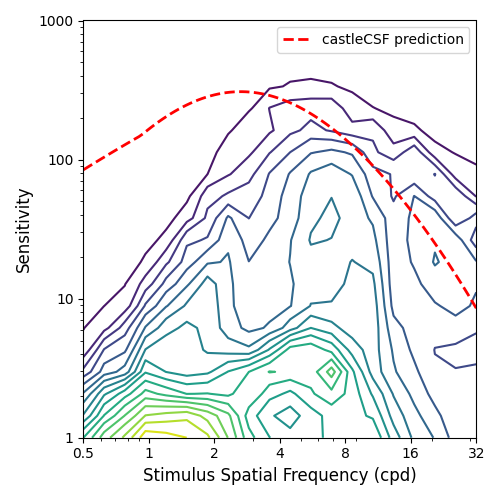 castleCSF prediction
Sensitivity
1000
100
10
1
0.5 1 2 4 8 16 32
Stimulus Spatial Frequency (cpd)